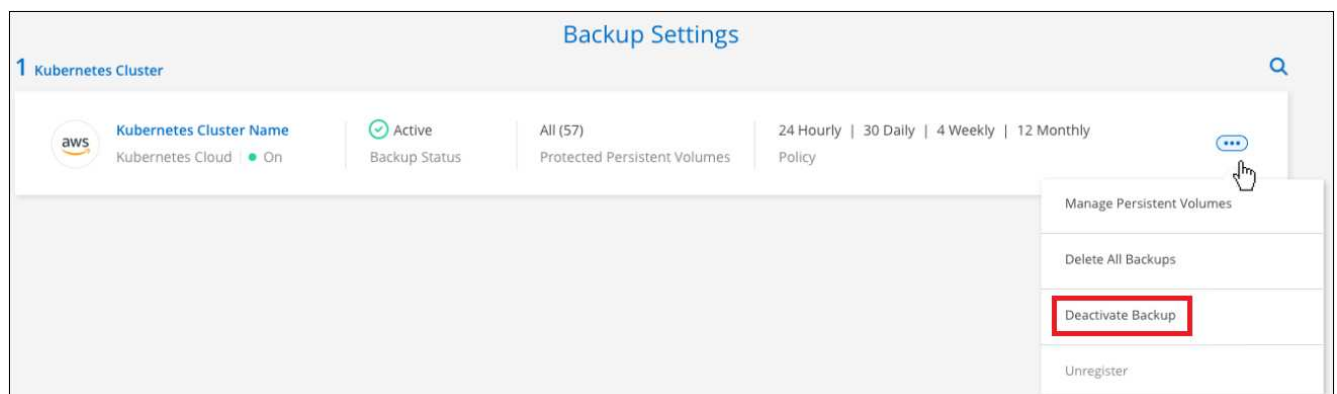 Backup Settings
1 Kubernetes Cluster
aws
Kubernetes Cluster Name
Kubernetes Cloud | On
Active
Backup Status
All (57)
Protected Persistent Volumes
24 Hourly | 30 Daily | 4 Weekly | 12 Monthly
Policy
Manage Persistent Volumes
Delete All Backups
Deactivate Backup
Unregister